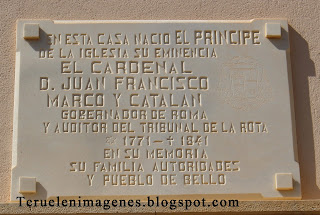 EN ESTA CASA NACIO EL PRINCIPE
DE LA IGLESIA SU EMINENCIA
EL CARDENAL
D. JUAN FRANCISCO
MARCO Y CATALAN
GOBERNADOR DE ROMA
Y AUDITOR DEL TRIBUNAL DE LA ROTA
1771-✝1841
EN SU MEMORIA
SU FAMILIA AUTORIDADES
Y PUEBLO DE BELLO
Teruelenimagenes.blogspot.com